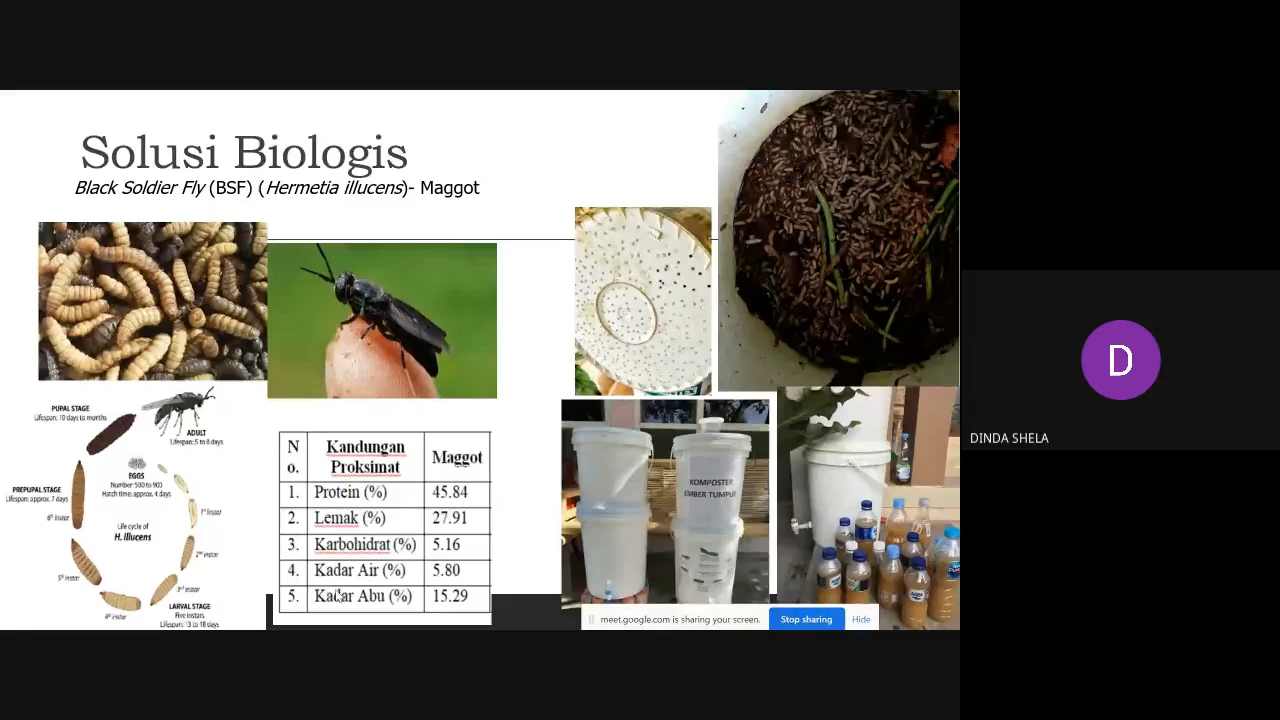 Solusi Biologis
Black Soldier Fly (BSF) (Hermetia illucens)- Maggot
PUPAL STAGE
Lifespan: 10 days to months
ADULT
Lifespan: 5 to 8 days
EGGS
Number: 500 to 900
Hatch time: approx. 4 days
PREPUPAL STAGE
Lifespan: approx. 7 days
6th instar
1st instar
Life cycle of
H. illucens
2nd instar
5th instar
3rd instar
4th instar
LARVAL STAGE
Five instars
Lifespan: 13 to 18 days
N o. Kandungan Proksimat Maggot
1. Protein (%) 45.84
2. Lemak (%) 27.91
3. Karbohidrat (%) 5.16
4. Kadar Air (%) 5.80
5. Kadar Abu (%) 15.29
KOMPOSTER
EMBER TUMPUK
meet.google.com is sharing your screen. Stop sharing Hide
D
DINDA SHELA